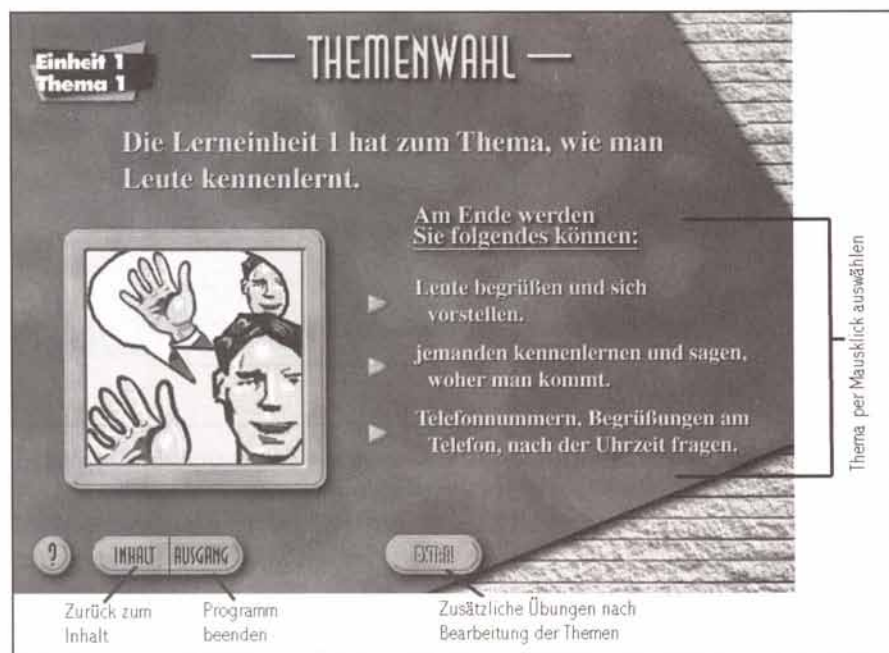 Einheit 1
Thema 1
— THEMENWAHL —
Die Lerneinheit 1 hat zum Thema, wie man
Leute kennenlernt.
Am Ende werden
Sie folgendes können:
Leute begrüßen und sich
vorstellen.
jemanden kennenlernen und sagen,
woher man kommt.
Telefonnummern, Begrüßungen am
Telefon, nach der Uhrzeit fragen.
Thema per Mausklick auswählen
?
INHALT
AUSGANG
EXTRA!
Zurück zum
Inhalt
Programm
beenden
Zusätzliche Übungen nach
Bearbeitung der Themen